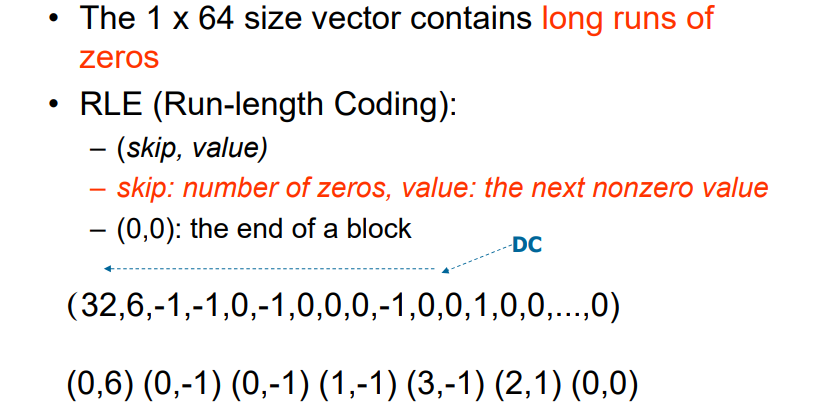 • The 1 x 64 size vector contains long runs of
zeros
• RLE (Run-length Coding):
– (skip, value)
– skip: number of zeros, value: the next nonzero value
– (0,0): the end of a block
DC
(32,6,-1,-1,0,-1,0,0,0,-1,0,0,1,0,0,...,0)
(0,6) (0,-1) (0,-1) (1,-1) (3,-1) (2,1) (0,0)